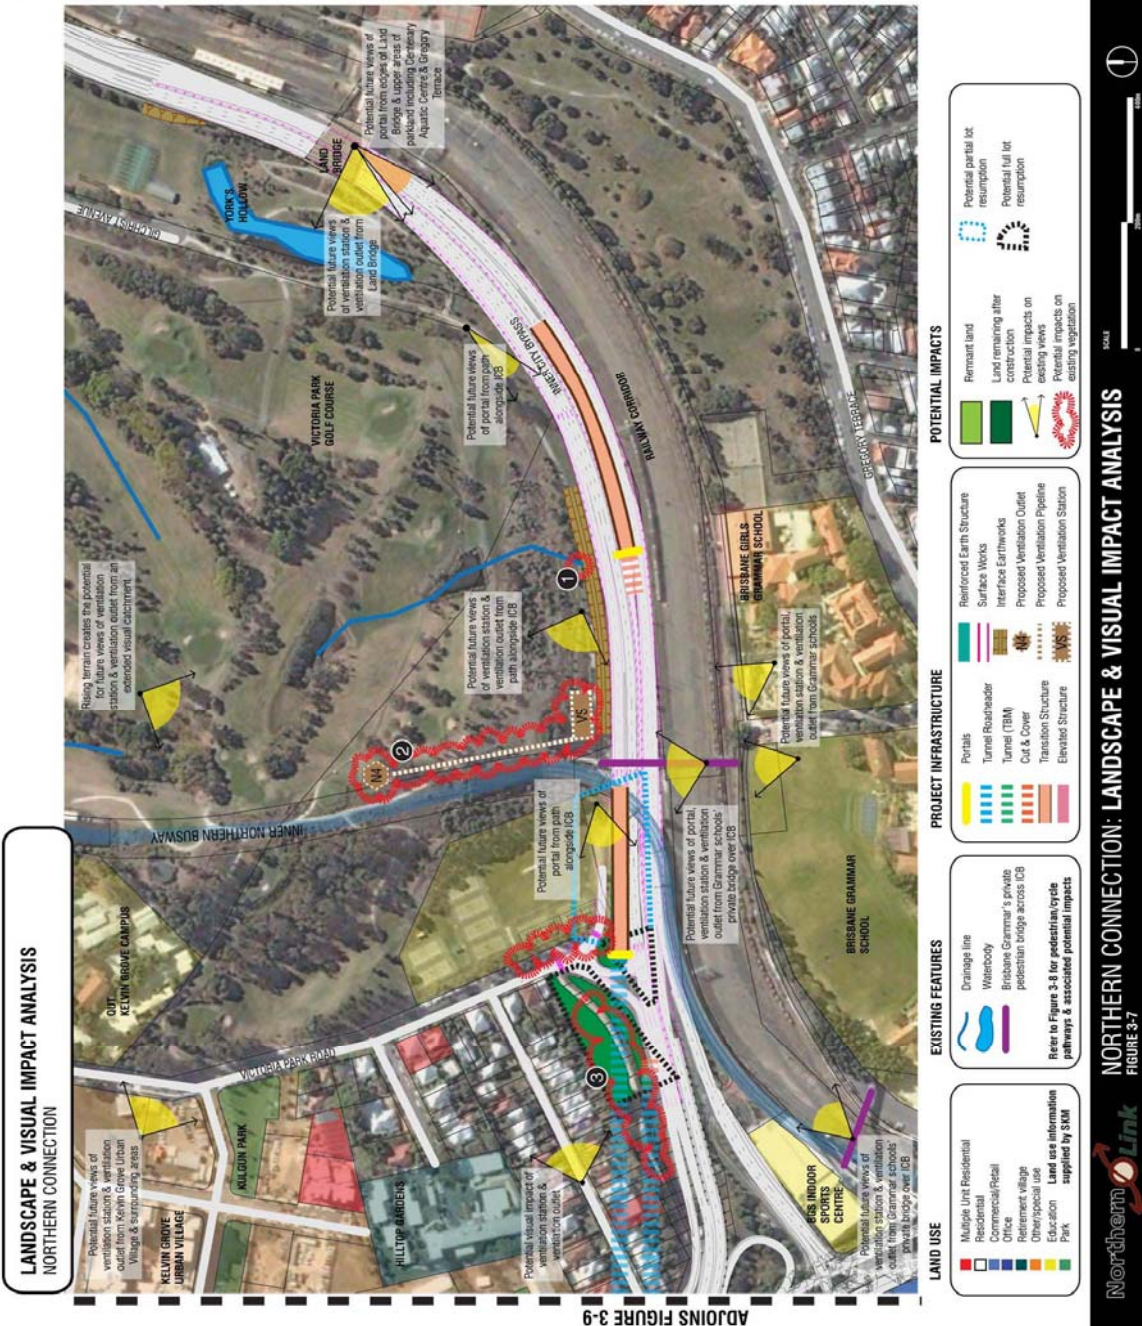 LANDSCAPE & VISUAL IMPACT ANALYSIS
NORTHERN CONNECTION
ADJOINS FIGURE 3-9
Potential future views of
ventilation station & ventilation
outlet from Kelvin Grove Urban
Village & surrounding areas
KELVIN GROVE
URBAN VILLAGE
KULGUN PARK
QUT
KELVIN GROVE CAMPUS
VICTORIA PARK ROAD
HILLTOP GARDENS
Potential visual impact of
ventilation station &
ventilation outlet
3
BGS INDOOR
SPORTS
CENTRE
Potential future views of
ventilation station & ventilation
outlet from Grammar schools'
private bridge over ICB
INNER NORTHERN BUSWAY
N4
2
VS
Rising terrain creates the potential
for future views of ventilation
station & ventilation outlet from an
extended visual catchment
Potential future views of
portal from path
alongside ICB
Potential future views of portal,
ventilation station & ventilation
outlet from Grammar schools'
private bridge over ICB
BRISBANE GRAMMAR
SCHOOL
Potential future views
of ventilation station &
ventilation outlet from
path alongside ICB
1
Potential future views of portal,
ventilation station & ventilation
outlet from Grammar schools
BRISBANE GIRLS
GRAMMAR SCHOOL
VICTORIA PARK
GOLF COURSE
Potential future views
of portal from path
alongside ICB
INNER CITY BYPASS
RAILWAY CORRIDOR
GREGORY TERRACE
GILCHRIST AVENUE
YORK'S
HOLLOW
Potential future views
of ventilation station &
ventilation outlet from
Land Bridge
LAND
BRIDGE
Potential future views of
portal from edges of Land
Bridge & upper areas of
parkland including Centenary
Aquatic Centre & Gregory
Terrace
LAND USE
Multiple Unit Residential
Residential
Commercial/Retail
Office
Retirement village
Other/special use
Education
Park
Land use information
supplied by SKM
EXISTING FEATURES
Drainage line
Waterbody
Brisbane Grammar's private
pedestrian bridge across ICB
Refer to Figure 3-8 for pedestrian/cycle
pathways & associated potential impacts
PROJECT INFRASTRUCTURE
Portals
Tunnel Roadheader
Tunnel (TBM)
Cut & Cover
Transition Structure
Elevated Structure
Reinforced Earth Structure
Surface Works
Interface Earthworks
N4
Proposed Ventilation Outlet
Proposed Ventilation Pipeline
VS
Proposed Ventilation Station
POTENTIAL IMPACTS
Remnant land
Land remaining after
construction
Potential impacts on
existing views
Potential impacts on
existing vegetation
Potential partial lot
resumption
Potential full lot
resumption
Northern Link
NORTHERN CONNECTION: LANDSCAPE & VISUAL IMPACT ANALYSIS
FIGURE 3-7
SCALE
0
200m
400m